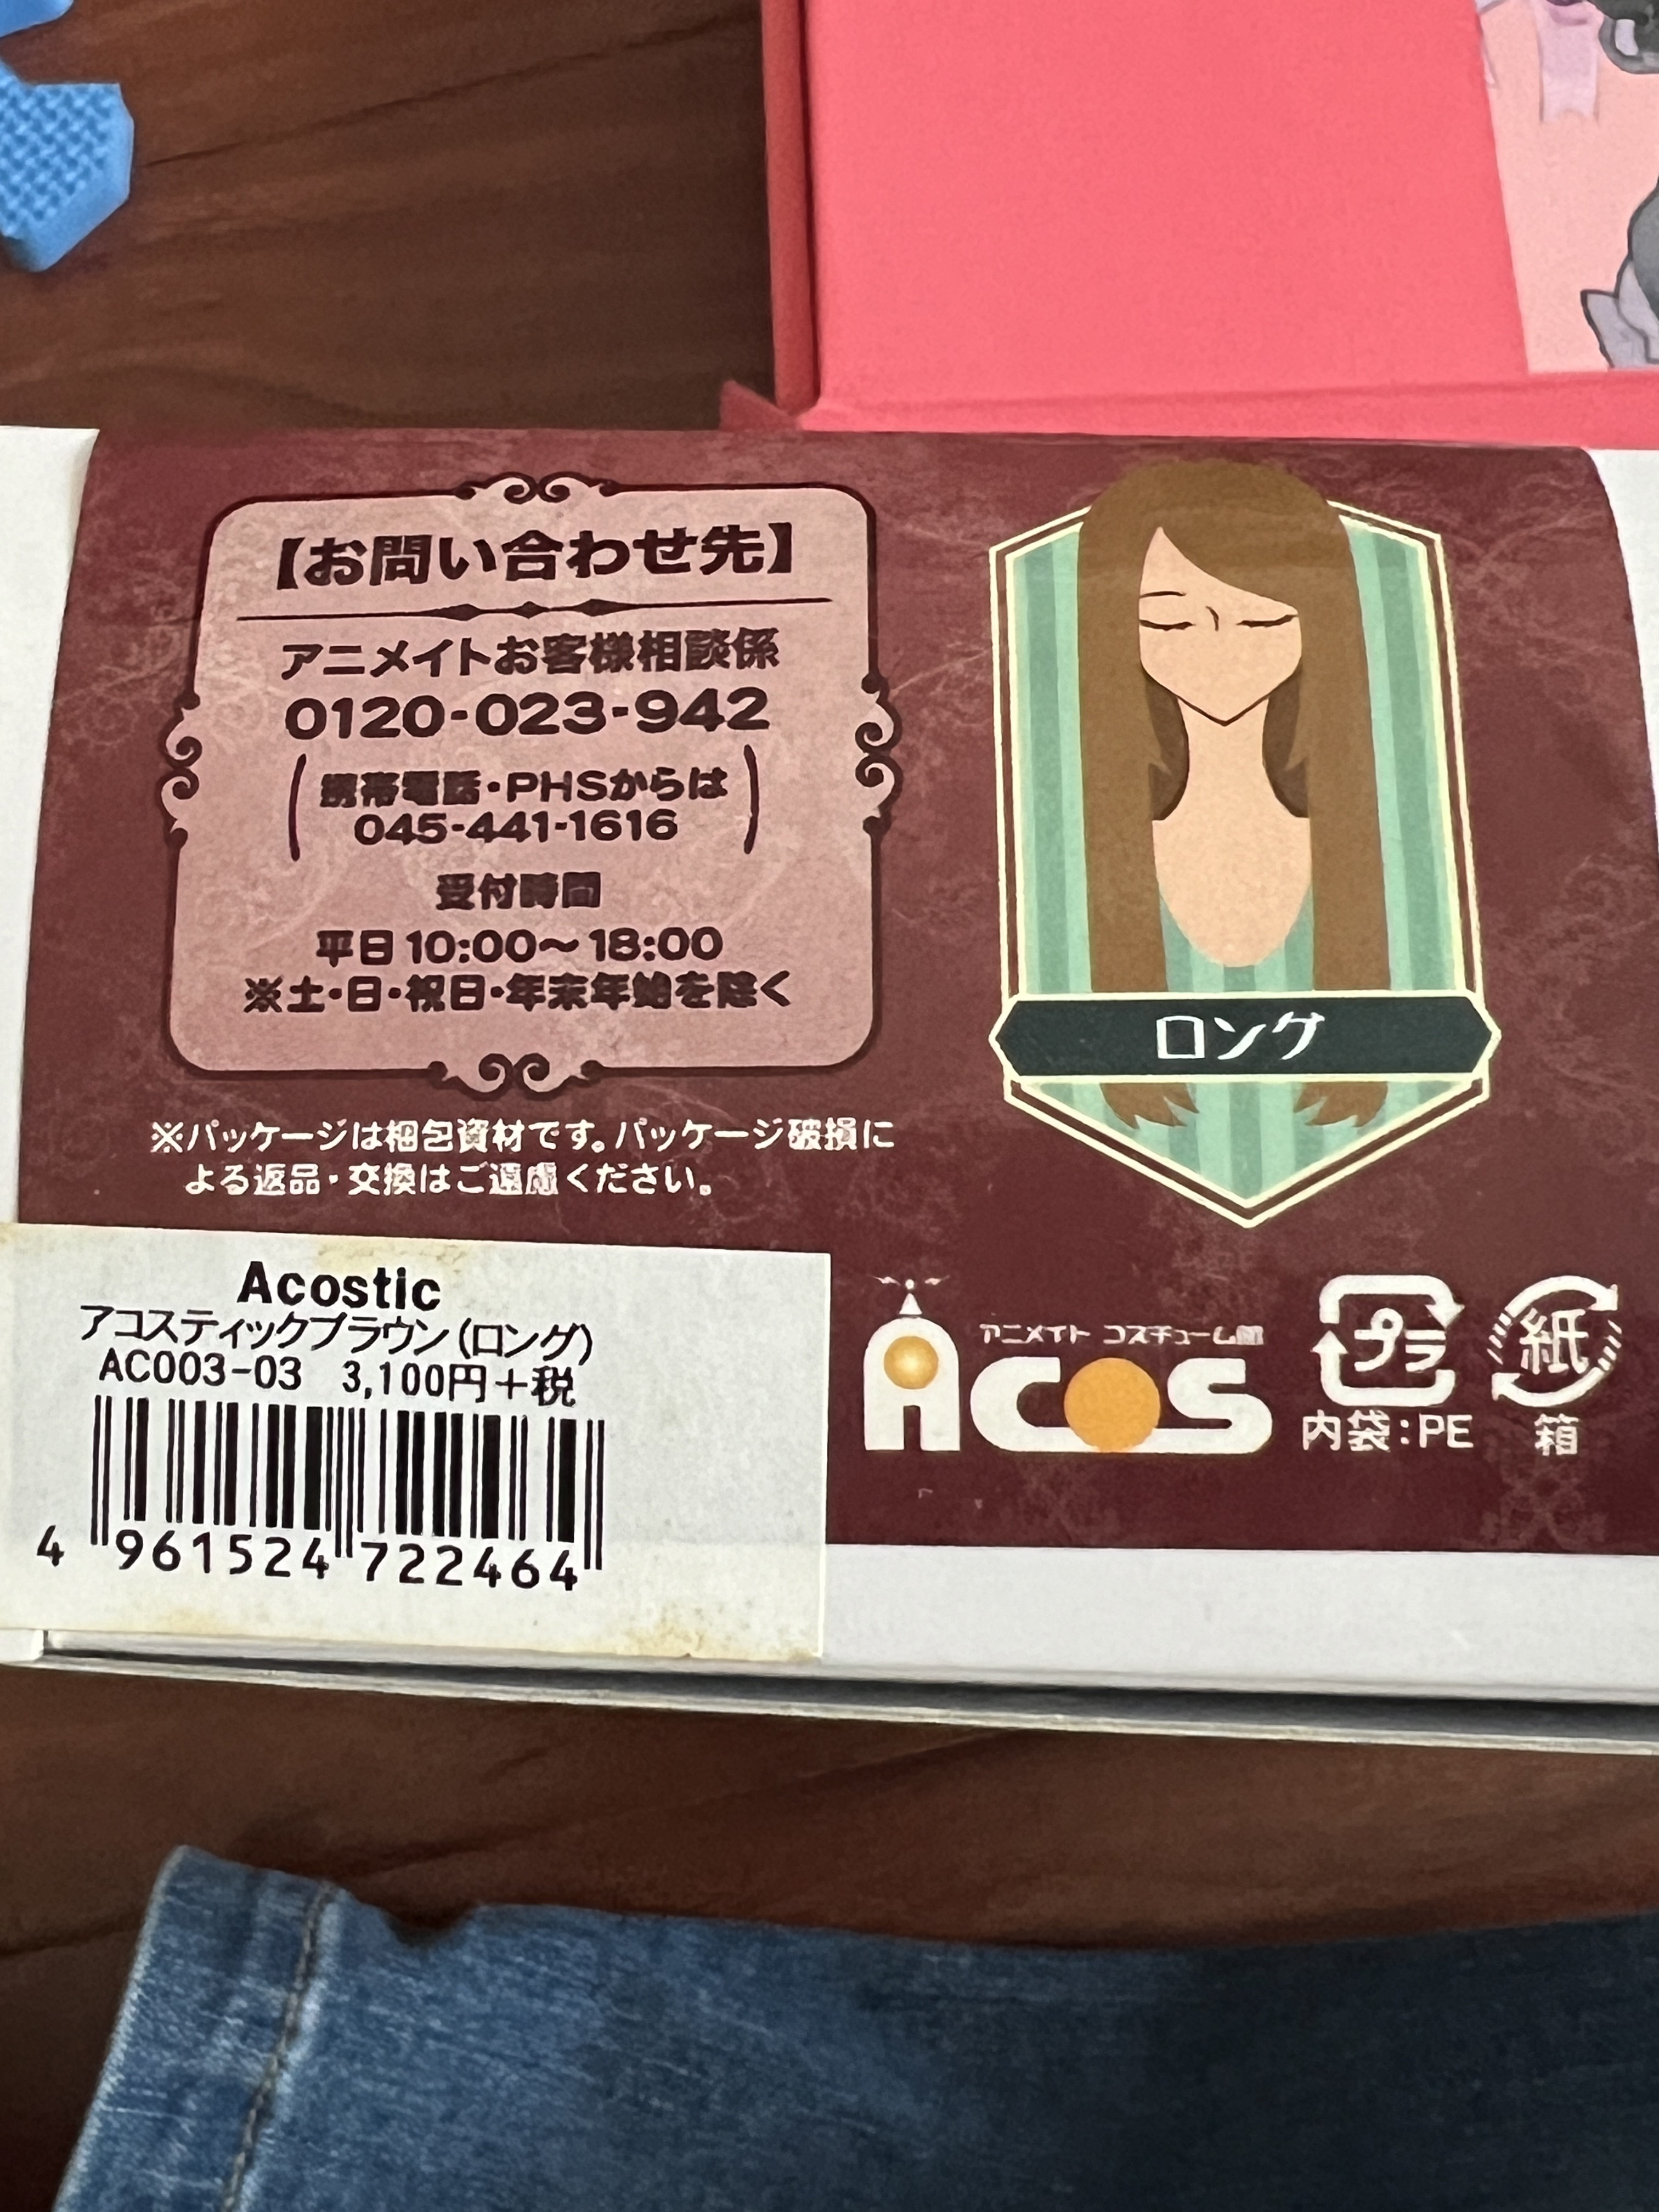 【お問い合わせ先】
アニメイトお客様相談係
0120-023-942
携帯電話・PHSからは
045-441-1616
受付時間
平日10:00～18:00
※土・日・祝日・年末年始を除く
ロング
※パッケージは梱包資材です。パッケージ破損に
よる返品・交換はご遠慮ください。
Acostic
アコスティックブラウン(ロング)
AC003-03 3,100円+税
4 961524 722464
アニメイト コスチューム館
ACOS
プラ
内袋:PE
紙
箱